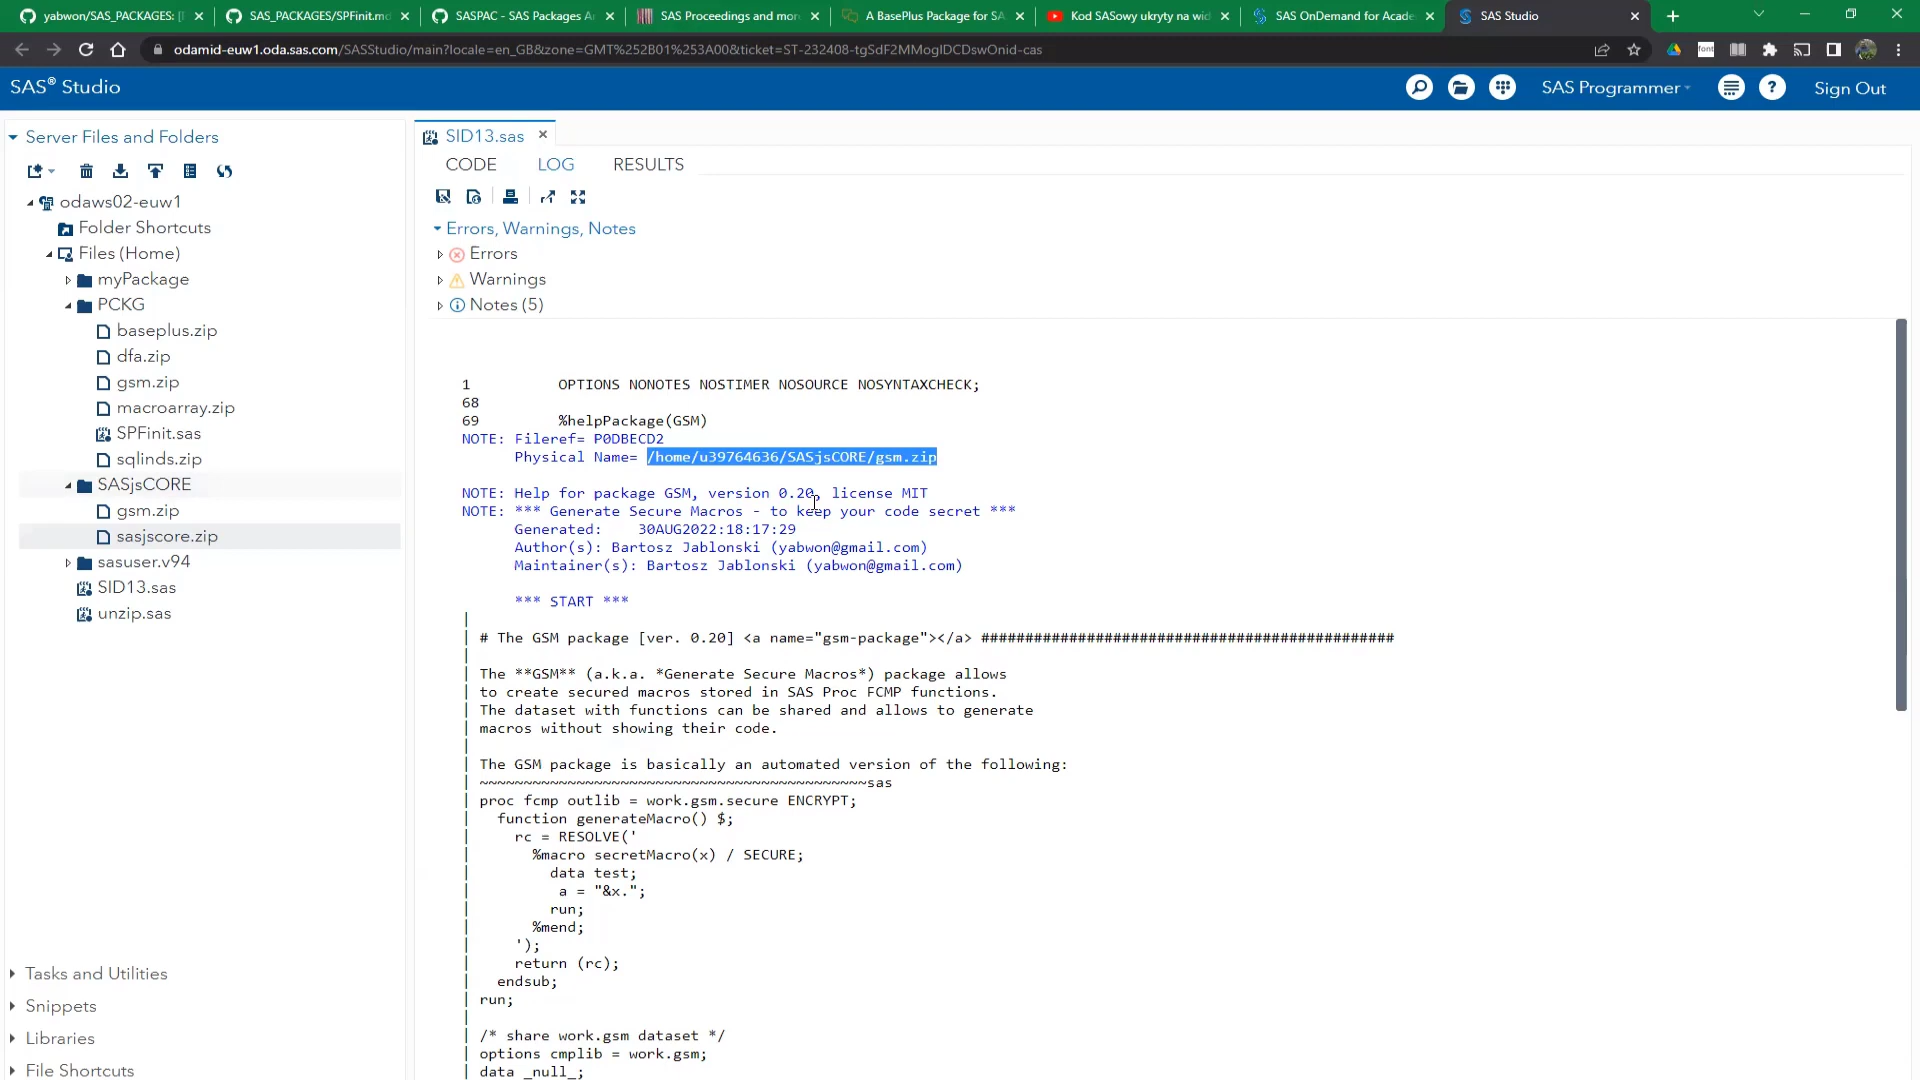 yabwon/SAS_PACKAGES: [
SAS_PACKAGES/SPFinit.md
SASPAC - SAS Packages A
SAS Proceedings and more
A BasePlus Package for SA
Kod SASowy ukryty na wid
SAS OnDemand for Acade
SAS Studio
odamid-euw1.oda.sas.com/SASStudio/main?locale=en_GB&zone=GMT%252B01%253A00&ticket=ST-232408-tgSdF2MMogIDCDswOnid-cas
SAS® Studio
SAS Programmer
Sign Out
Server Files and Folders
odaws02-euw1
Folder Shortcuts
Files (Home)
myPackage
PCKG
baseplus.zip
dfa.zip
gsm.zip
macroarray.zip
SPFinit.sas
sqlinds.zip
SASjsCORE
gsm.zip
sasjscore.zip
sasuser.v94
SID13.sas
unzip.sas
Tasks and Utilities
Snippets
Libraries
File Shortcuts
SID13.sas
CODE LOG RESULTS
Errors, Warnings, Notes
Errors
Warnings
Notes (5)
1 OPTIONS NONOTES NOSTIMER NOSOURCE NOSYNTAXCHECK;
68
69 %helpPackage(GSM)
NOTE: Fileref= P0DBECD2
Physical Name= /home/u39764636/SASjsCORE/gsm.zip
NOTE: Help for package GSM, version 0.20, license MIT
NOTE: *** Generate Secure Macros - to keep your code secret ***
Generated: 30AUG2022:18:17:29
Author(s): Bartosz Jablonski (yabwon@gmail.com)
Maintainer(s): Bartosz Jablonski (yabwon@gmail.com)
*** START ***
|
| # The GSM package [ver. 0.20] <a name="gsm-package"></a> ###############################################
|
| The **GSM** (a.k.a. *Generate Secure Macros*) package allows
| to create secured macros stored in SAS Proc FCMP functions.
| The dataset with functions can be shared and allows to generate
| macros without showing their code.
|
| The GSM package is basically an automated version of the following:
| ~~~~~~~~~~~~~~~~~~~~~~~~~~~~~~~~~~~~~~~~~~~~sas
| proc fcmp outlib = work.gsm.secure ENCRYPT;
| function generateMacro() $;
| rc = RESOLVE('
| %macro secretMacro(x) / SECURE;
| data test;
| a = "&x.";
| run;
| %mend;
| ');
| return (rc);
| endsub;
| run;
|
| /* share work.gsm dataset */
| options cmplib = work.gsm;
| data _null_;